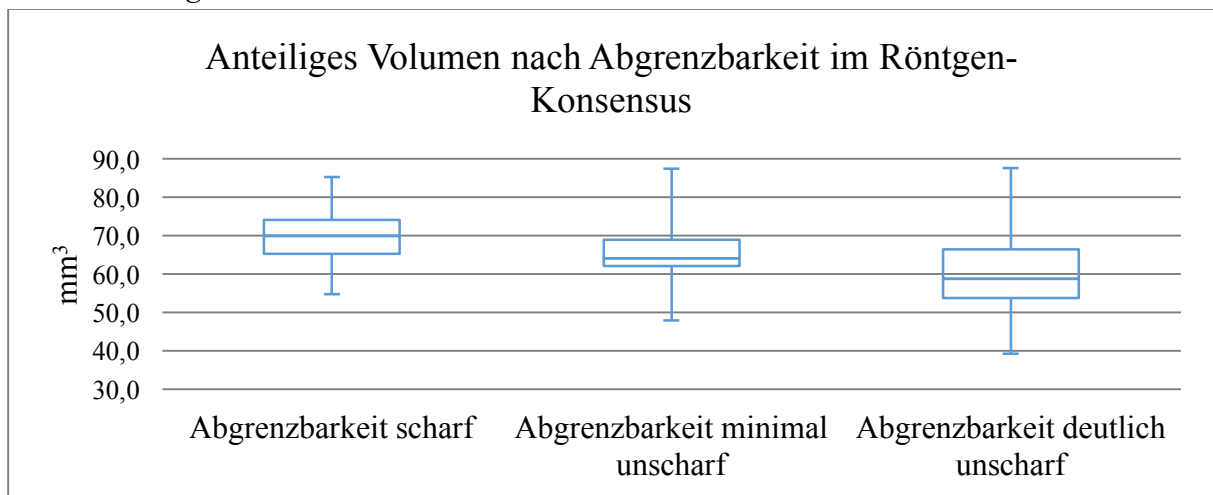 Anteiliges Volumen nach Abgrenzbarkeit im Röntgen-
Konsensus
90,0
80,0
70,0
60,0
50,0
40,0
30,0
mm³
Abgrenzbarkeit scharf
Abgrenzbarkeit minimal
unscharf
Abgrenzbarkeit deutlich
unscharf